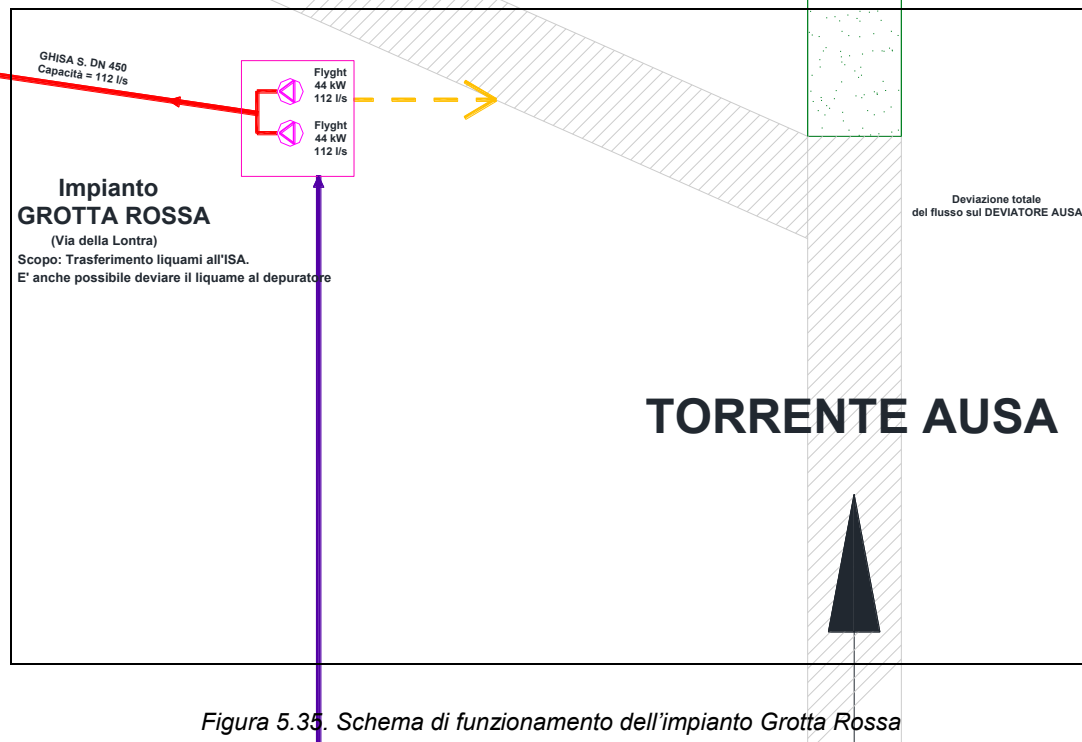 GHISA S. DN 450
Capacità = 112 l/s
Flyght
44 kW
112 l/s
Flyght
44 kW
112 l/s
Impianto
GROTTA ROSSA
(Via della Lontra)
Scopo: Trasferimento liquami all'ISA.
E' anche possibile deviare il liquame al depuratore
Deviazione totale
del flusso sul DEVIATORE AUSA
TORRENTE AUSA
Figura 5.35. Schema di funzionamento dell'impianto Grotta Rossa